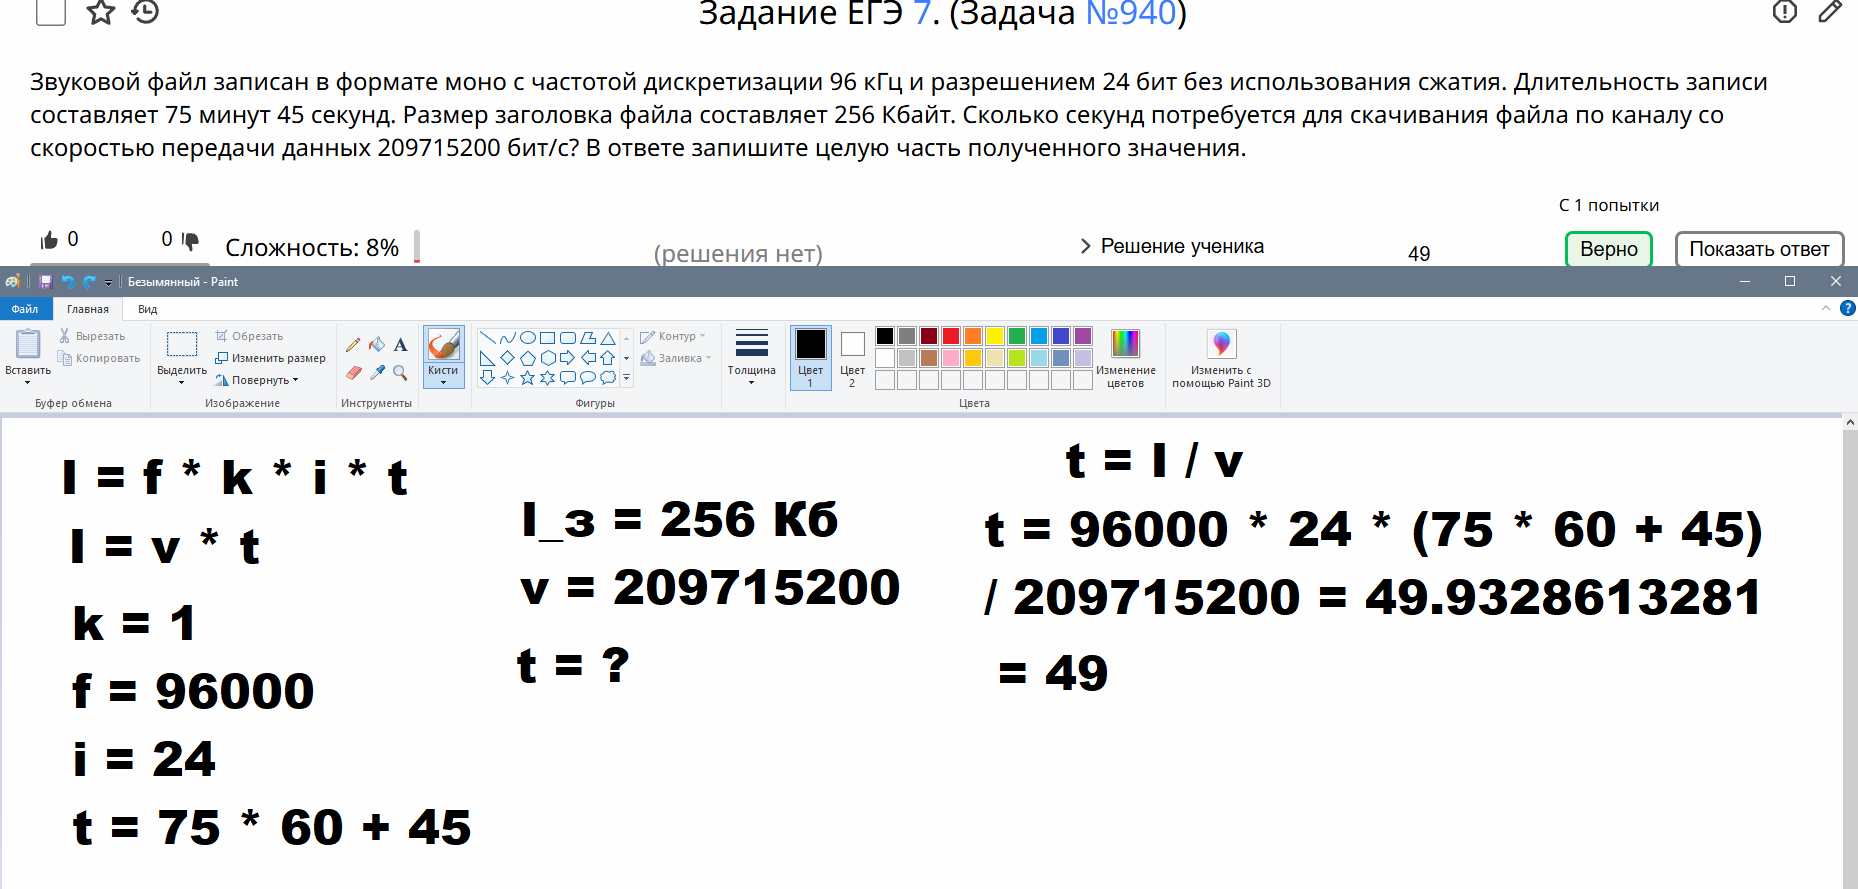 Задание ЕГЭ 7. (Задача №940)
Звуковой файл записан в формате моно с частотой дискретизации 96 кГц и разрешением 24 бит без использования сжатия. Длительность записи
составляет 75 минут 45 секунд. Размер заголовка файла составляет 256 Кбайт. Сколько секунд потребуется для скачивания файла по каналу со
скоростью передачи данных 209715200 бит/с? В ответе запишите целую часть полученного значения.
С 1 попытки
0 0 Сложность: 8% (решения нет) Решение ученика 49 Верно Показать ответ
Безымянный - Paint
Файл Главная Вид
Вставить
Вырезать
Копировать
Буфер обмена
Выделить
Обрезать
Изменить размер
Повернуть
Изображение
A
Инструменты
Кисти
Контур
Заливка
Фигуры
Толщина
Цвет
1
Цвет
2
Изменение
цветов
Цвета
Изменить с
помощью Paint 3D
I = f * k * i * t
I = v * t
k = 1
f = 96000
i = 24
t = 75 * 60 + 45
I_з = 256 Кб
v = 209715200
t = ?
t = I / v
t = 96000 * 24 * (75 * 60 + 45)
/ 209715200 = 49.9328613281
= 49